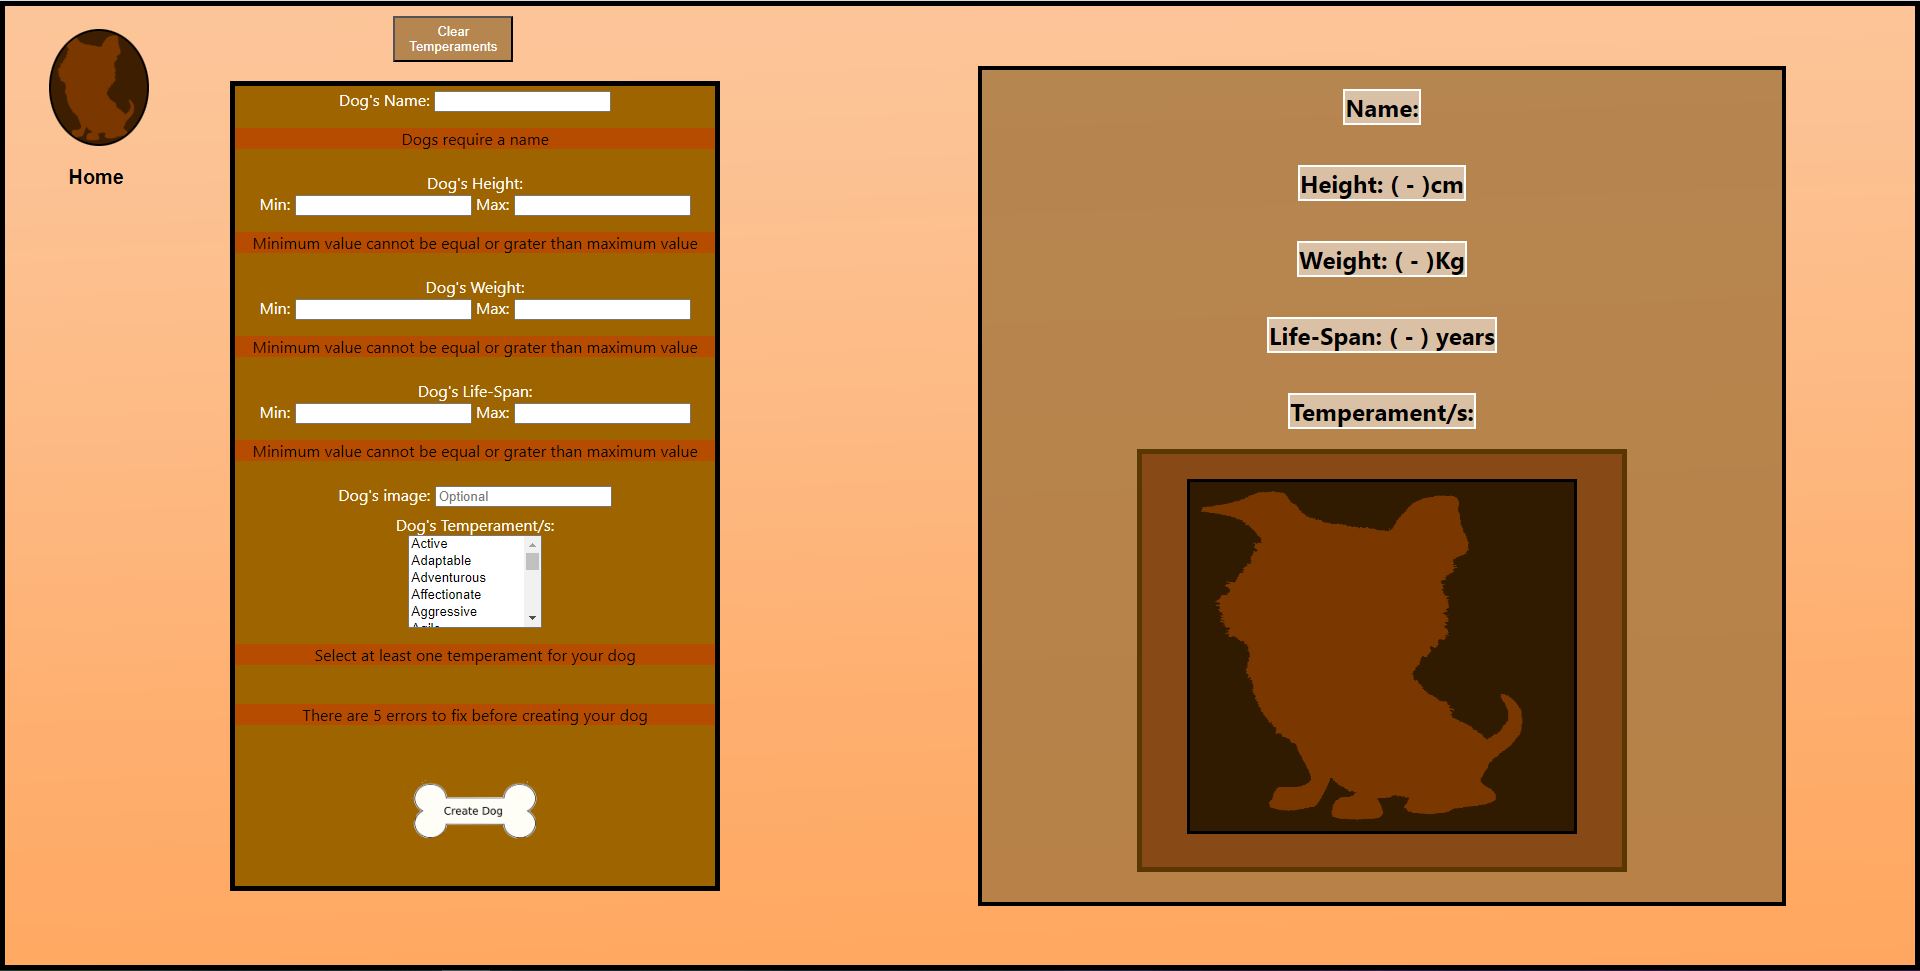 Clear
Temperaments
Home
Dog's Name:
Dogs require a name
Dog's Height:
Min: Max:
Minimum value cannot be equal or grater than maximum value
Dog's Weight:
Min: Max:
Minimum value cannot be equal or grater than maximum value
Dog's Life-Span:
Min: Max:
Minimum value cannot be equal or grater than maximum value
Dog's image: Optional
Dog's Temperament/s:
Active
Adaptable
Adventurous
Affectionate
Aggressive
Agile
Select at least one temperament for your dog
There are 5 errors to fix before creating your dog
Create Dog
Name:
Height: ( - )cm
Weight: ( - )Kg
Life-Span: ( - ) years
Temperament/s: